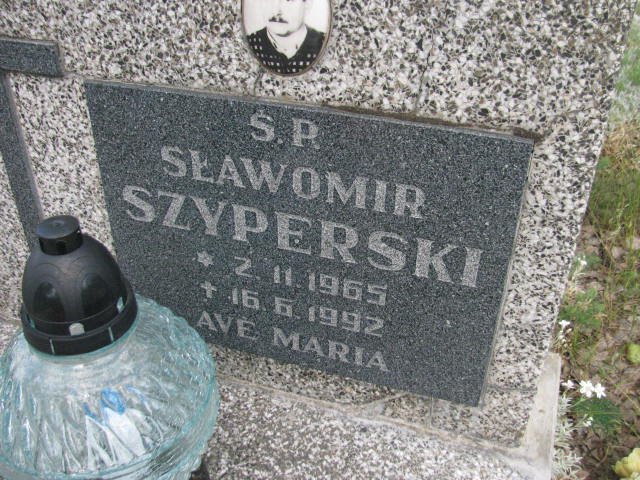 Ś.P.
SŁAWOMIR
SZYPERSKI
* 2.11.1965
† 16.6.1992
AVE MARIA